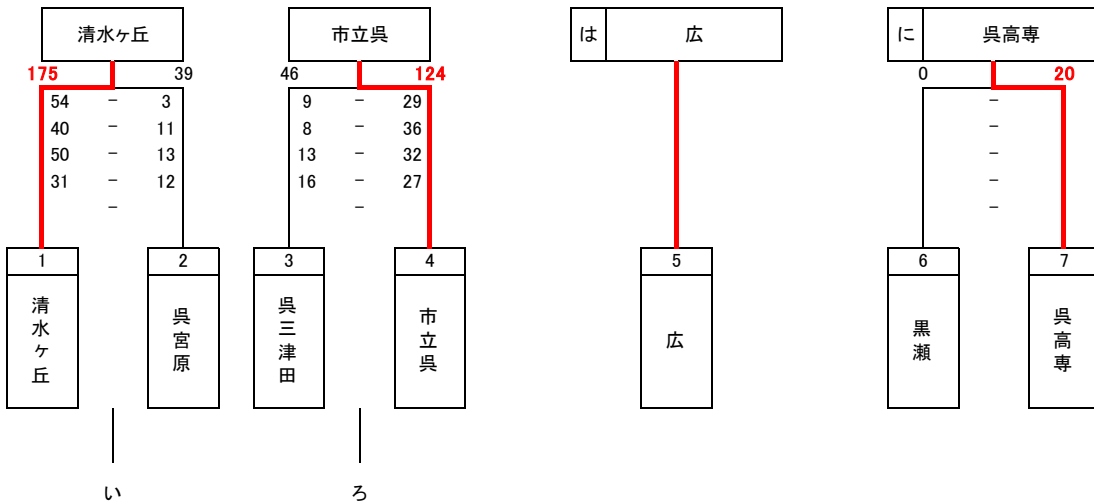 清水ヶ丘 市立呉 は 広 に 呉高専
175 39 46 124 0 20
54 - 3 9 - 29 -
40 - 11 8 - 36 -
50 - 13 13 - 32 -
31 - 12 16 - 27 -
- - -
1 2 3 4 5 6 7
清水ヶ丘 呉宮原 呉三津田 市立呉 広 黒瀬 呉高専
い ろ